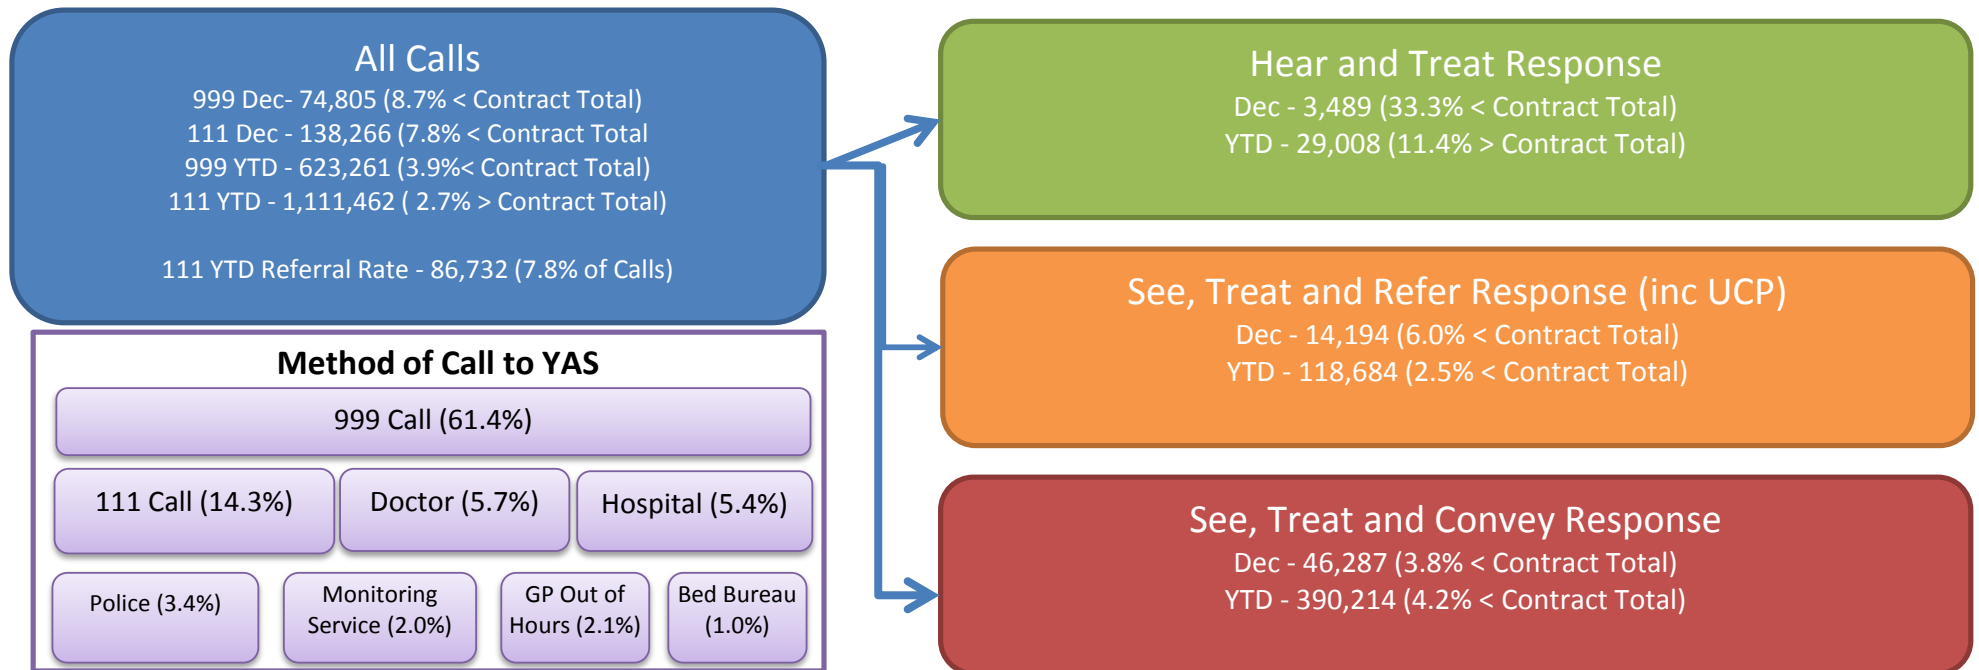 All Calls
999 Dec- 74,805 (8.7% < Contract Total)
111 Dec - 138,266 (7.8% < Contract Total
999 YTD - 623,261 (3.9%< Contract Total)
111 YTD - 1,111,462 ( 2.7% > Contract Total)
111 YTD Referral Rate - 86,732 (7.8% of Calls)
Method of Call to YAS
999 Call (61.4%)
111 Call (14.3%)
Doctor (5.7%)
Hospital (5.4%)
Police (3.4%)
Monitoring
Service (2.0%)
GP Out of
Hours (2.1%)
Bed Bureau
(1.0%)
Hear and Treat Response
Dec - 3,489 (33.3% < Contract Total)
YTD - 29,008 (11.4% > Contract Total)
See, Treat and Refer Response (inc UCP)
Dec - 14,194 (6.0% < Contract Total)
YTD - 118,684 (2.5% < Contract Total)
See, Treat and Convey Response
Dec - 46,287 (3.8% < Contract Total)
YTD - 390,214 (4.2% < Contract Total)